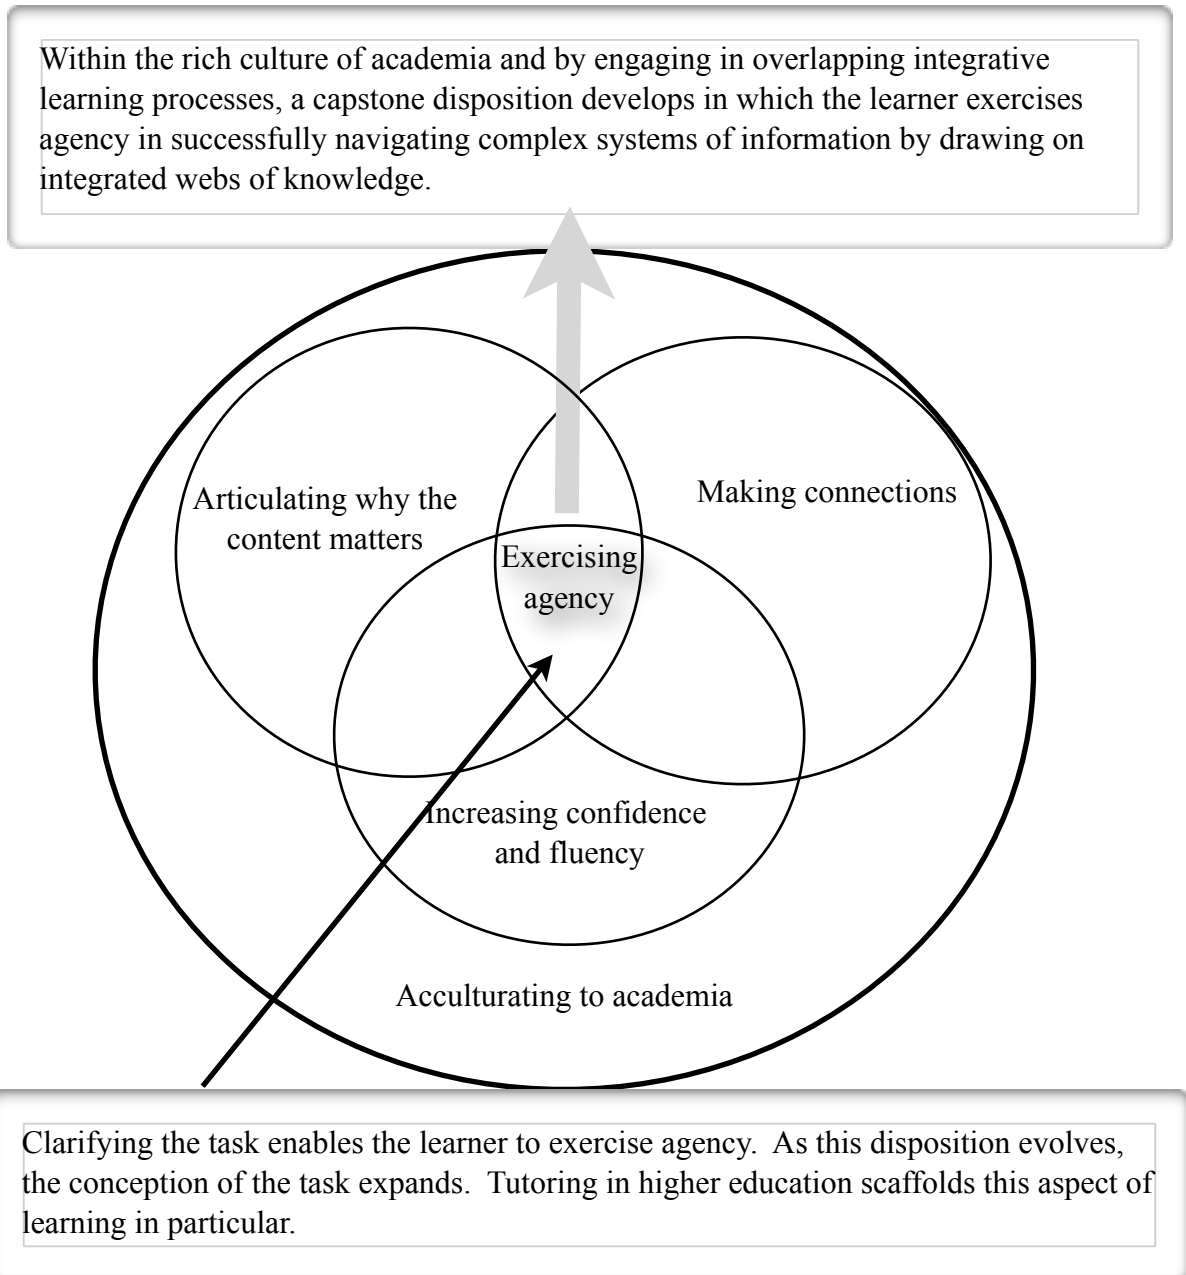 Within the rich culture of academia and by engaging in overlapping integrative
learning processes, a capstone disposition develops in which the learner exercises
agency in successfully navigating complex systems of information by drawing on
integrated webs of knowledge.
Articulating why the
content matters
Making connections
Exercising
agency
Increasing confidence
and fluency
Acculturating to academia
Clarifying the task enables the learner to exercise agency.  As this disposition evolves,
the conception of the task expands.  Tutoring in higher education scaffolds this aspect of
learning in particular.